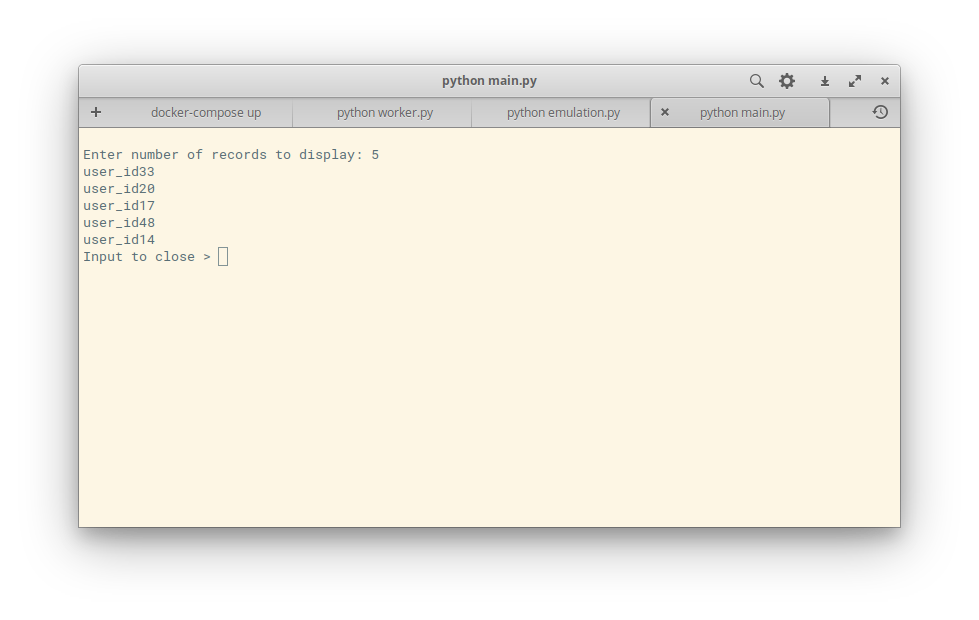 python main.py
docker-compose up
python worker.py
python emulation.py
python main.py
Enter number of records to display: 5
user_id33
user_id20
user_id17
user_id48
user_id14
Input to close >